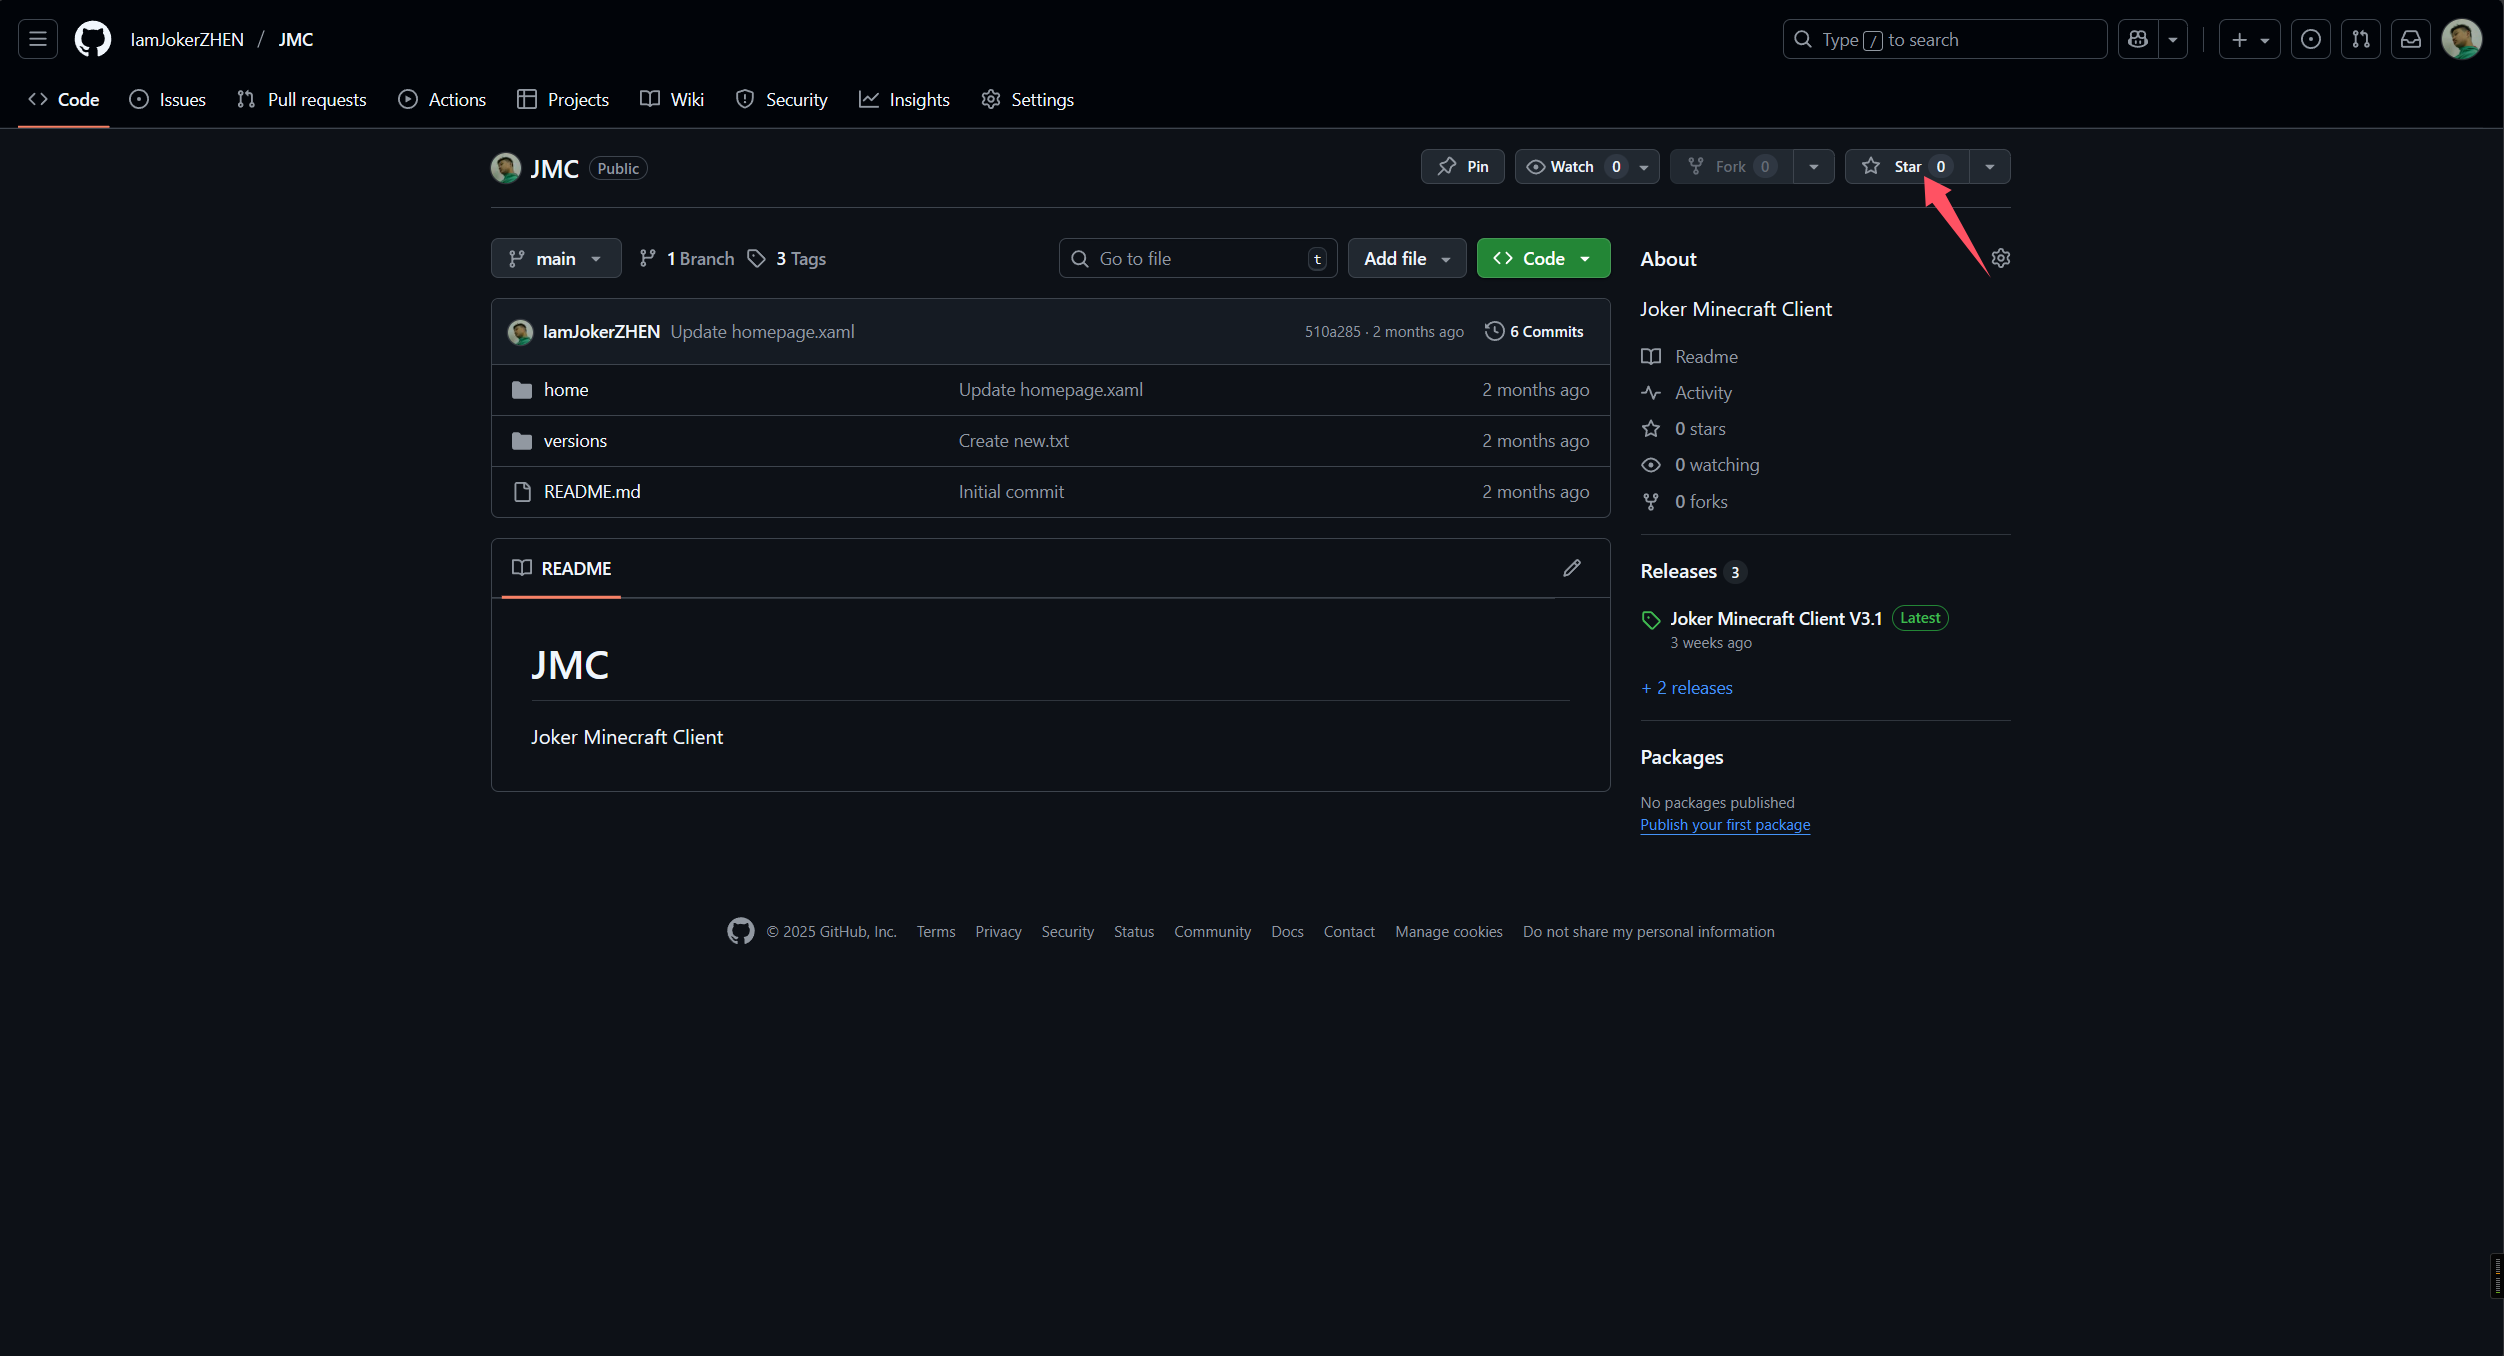 IamJokerZHEN / JMC
Type / to search
Code Issues Pull requests Actions Projects Wiki Security Insights Settings
JMC Public
Pin Watch 0 Fork 0 Star 0
main 1 Branch 3 Tags
Go to file t Add file Code
IamJokerZHEN Update homepage.xaml 510a285 · 2 months ago 6 Commits
home Update homepage.xaml 2 months ago
versions Create new.txt 2 months ago
README.md Initial commit 2 months ago
README
JMC
Joker Minecraft Client
About
Joker Minecraft Client
Readme
Activity
0 stars
0 watching
0 forks
Releases 3
Joker Minecraft Client V3.1 Latest
3 weeks ago
+ 2 releases
Packages
No packages published
Publish your first package
© 2025 GitHub, Inc. Terms Privacy Security Status Community Docs Contact Manage cookies Do not share my personal information